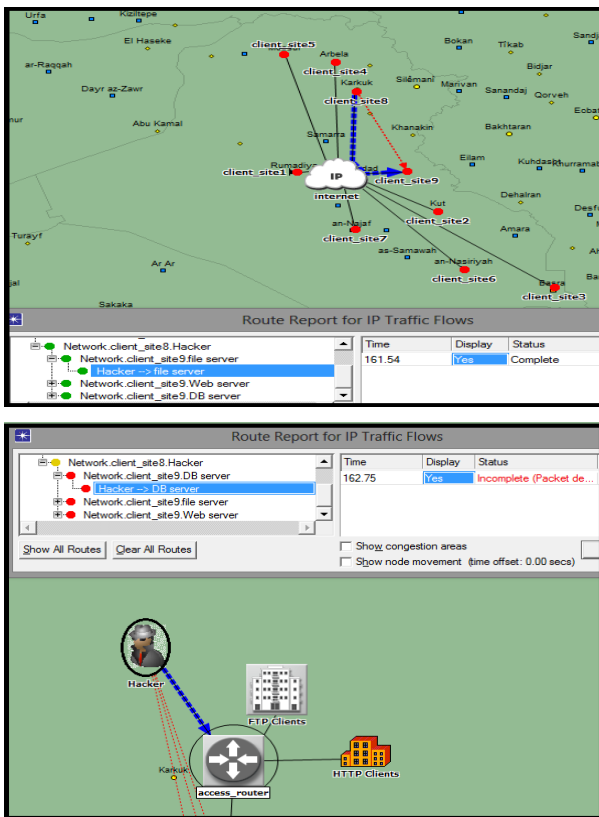 Urfa
Kiziltepe
El Haseke
client_site5
Arbela
Bokan
Tîkab
ar-Raqqah
client_site4
Bidjar
Dayr az-Zawr
Karkuk
Silêmanî
Marivan
Sanandaj
Qorveh
client_site8
Abu Kamal
Samarra
Khanakin
Bakhtaran
client_site1
Rumadiya
IP
client_site9
Eilam
internet
Kut
Dehalran
client_site2
Turayf
an-Najaf
client_site7
Amara
as-Samawah
Ar Ar
an-Nasiriyah
client_site6
Basra
Sakaka
client_site3
Route Report for IP Traffic Flows
Network.client_site8.Hacker
Time Display Status
Network.client_site9.file server
161.54 Yes Complete
Hacker --> file server
Network.client_site9.Web server
Network.client_site9.DB server
Route Report for IP Traffic Flows
Network.client_site8.Hacker
Time Display Status
Network.client_site9.DB server
162.75 Yes Incomplete (Packet de...
Hacker --> DB server
Network.client_site9.file server
Network.client_site9.Web server
Show All Routes Clear All Routes
Show congestion areas
Show node movement (time offset: 0.00 secs)
Hacker
FTP Clients
Karkuk
HTTP Clients
access_router